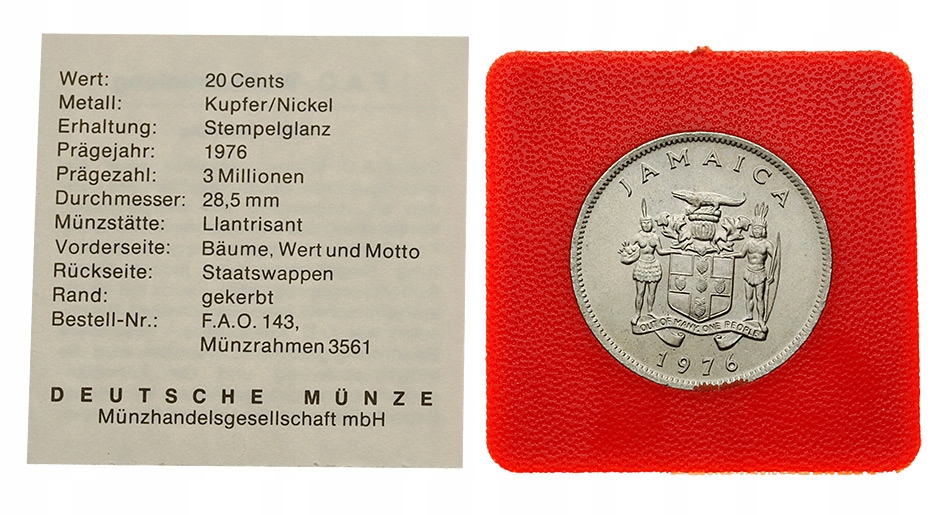 Wert: 20 Cents
Metall: Kupfer/Nickel
Erhaltung: Stempelglanz
Prägejahr: 1976
Prägezahl: 3 Millionen
Durchmesser: 28,5 mm
Münzstätte: Llantrisant
Vorderseite: Bäume, Wert und Motto
Rückseite: Staatswappen
Rand: gekerbt
Bestell-Nr.: F.A.O. 143,
Münzrahmen 3561
DEUTSCHE MÜNZE
Münzhandelsgesellschaft mbH
JAMAICA
OUT OF MANY, ONE PEOPLE
1976